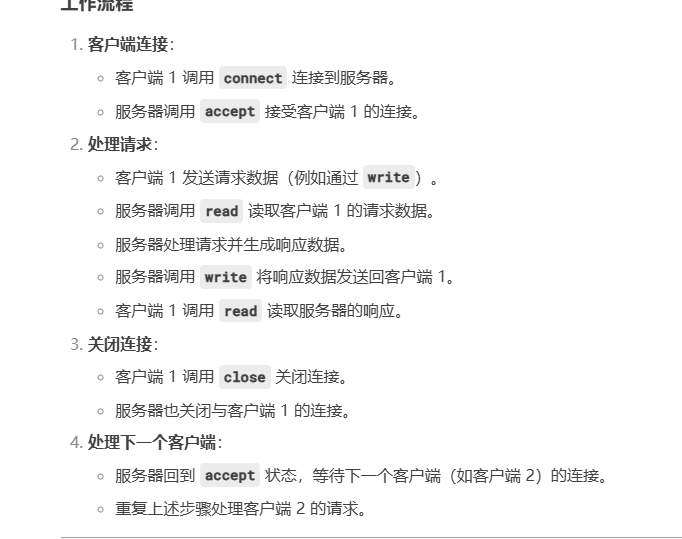 工作流程
1. 客户端连接：
客户端 1 调用 connect 连接到服务器。
服务器调用 accept 接受客户端 1 的连接。
2. 处理请求：
客户端 1 发送请求数据（例如通过 write）。
服务器调用 read 读取客户端 1 的请求数据。
服务器处理请求并生成响应数据。
服务器调用 write 将响应数据发送回客户端 1。
客户端 1 调用 read 读取服务器的响应。
3. 关闭连接：
客户端 1 调用 close 关闭连接。
服务器也关闭与客户端 1 的连接。
4. 处理下一个客户端：
服务器回到 accept 状态，等待下一个客户端（如客户端 2）的连接。
重复上述步骤处理客户端 2 的请求。